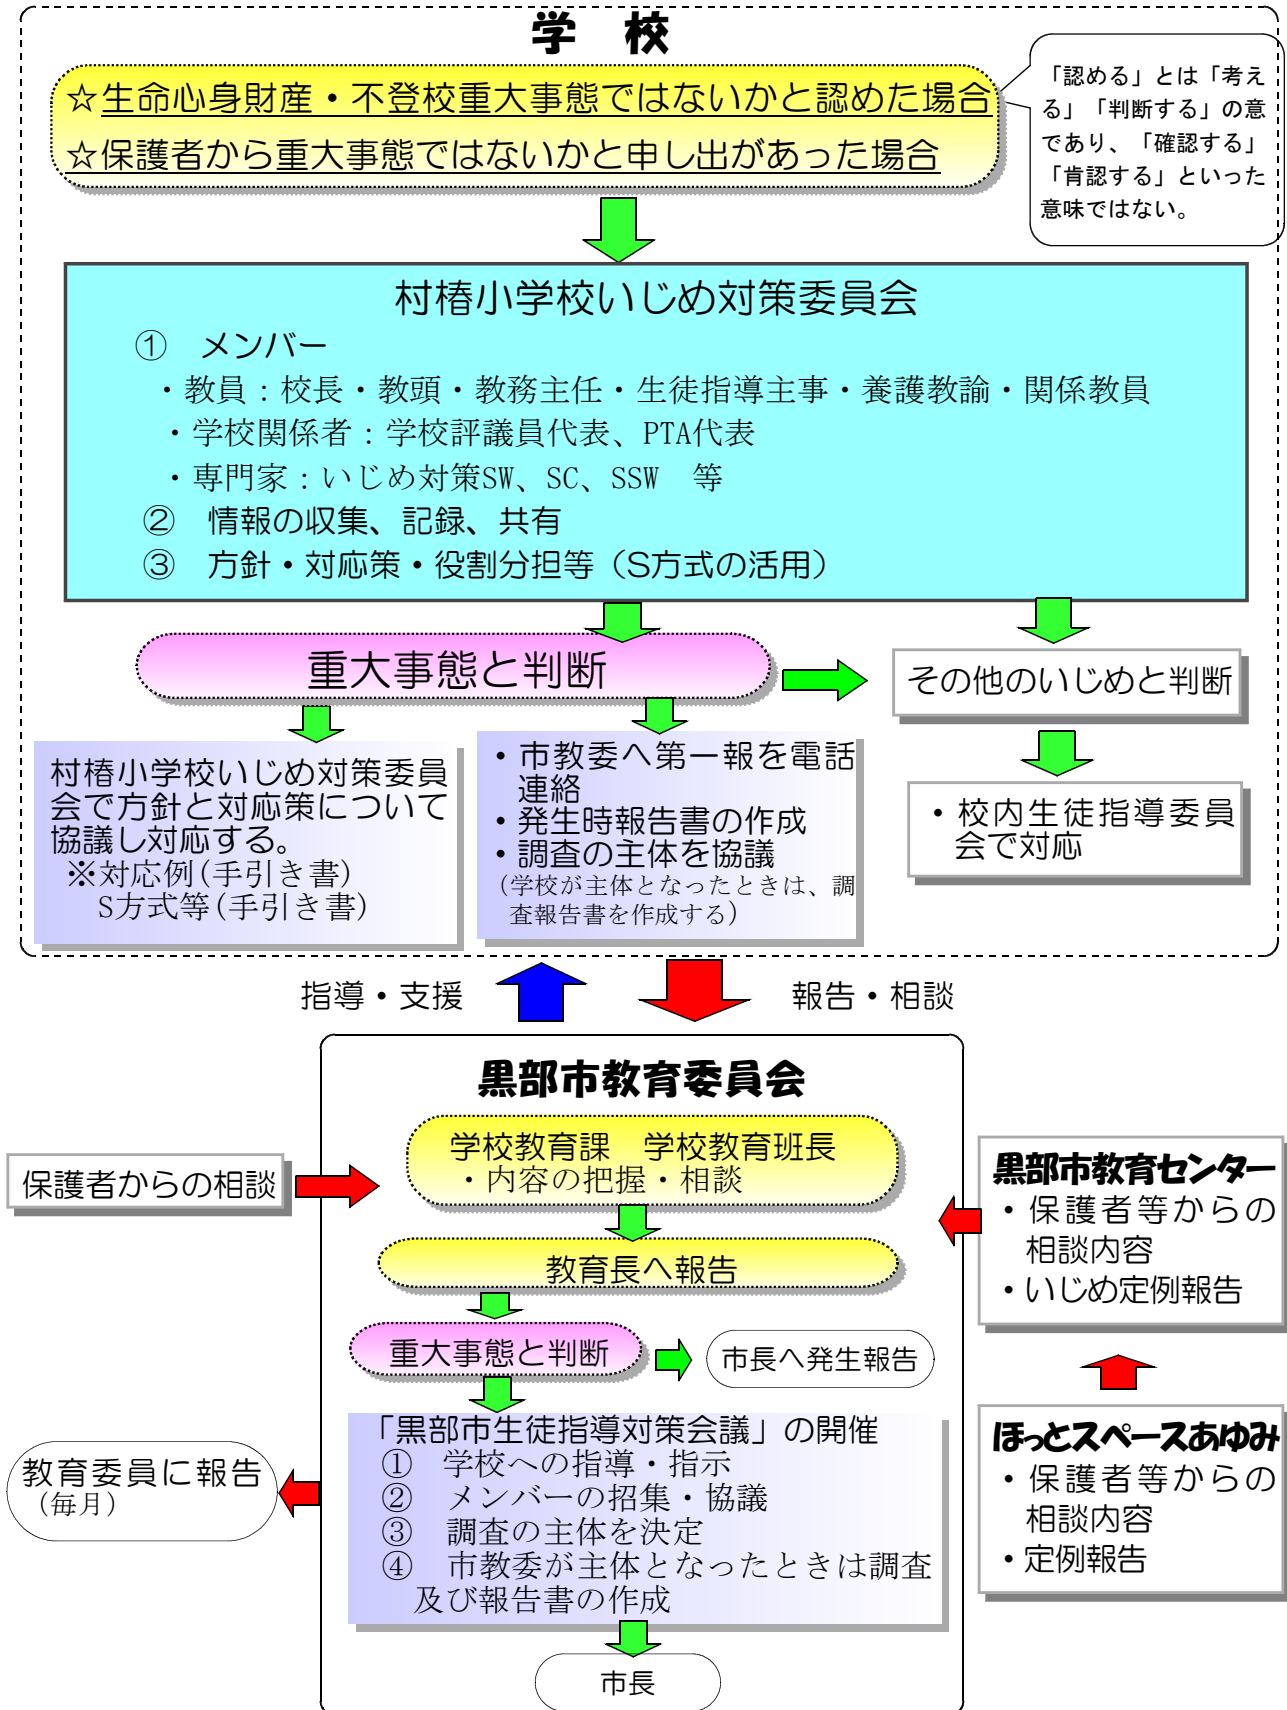 学　校
☆生命心身財産・不登校重大事態ではないかと認めた場合
☆保護者から重大事態ではないかと申し出があった場合
「認める」とは「考え
る」「判断する」の意
であり、「確認する」
「肯認する」といった
意味ではない。
村椿小学校いじめ対策委員会
①　メンバー
・教員：校長・教頭・教務主任・生徒指導主事・養護教諭・関係教員
・学校関係者：学校評議員代表、PTA代表
・専門家：いじめ対策SW、SC、SSW　等
②　情報の収集、記録、共有
③　方針・対応策・役割分担等（S方式の活用）
重大事態と判断
その他のいじめと判断
村椿小学校いじめ対策委員
会で方針と対応策について
協議し対応する。
※対応例(手引き書)
S方式等(手引き書)
・市教委へ第一報を電話
連絡
・発生時報告書の作成
・調査の主体を協議
(学校が主体となったときは、調
査報告書を作成する)
・校内生徒指導委員
会で対応
指導・支援
報告・相談
黒部市教育委員会
学校教育課　学校教育班長
・内容の把握・相談
保護者からの相談
教育長へ報告
重大事態と判断
市長へ発生報告
「黒部市生徒指導対策会議」の開催
①　学校への指導・指示
②　メンバーの招集・協議
③　調査の主体を決定
④　市教委が主体となったときは調査
及び報告書の作成
教育委員に報告
（毎月）
市長
黒部市教育センター
・保護者等からの
相談内容
・いじめ定例報告
ほっとスペースあゆみ
・保護者等からの
相談内容
・定例報告